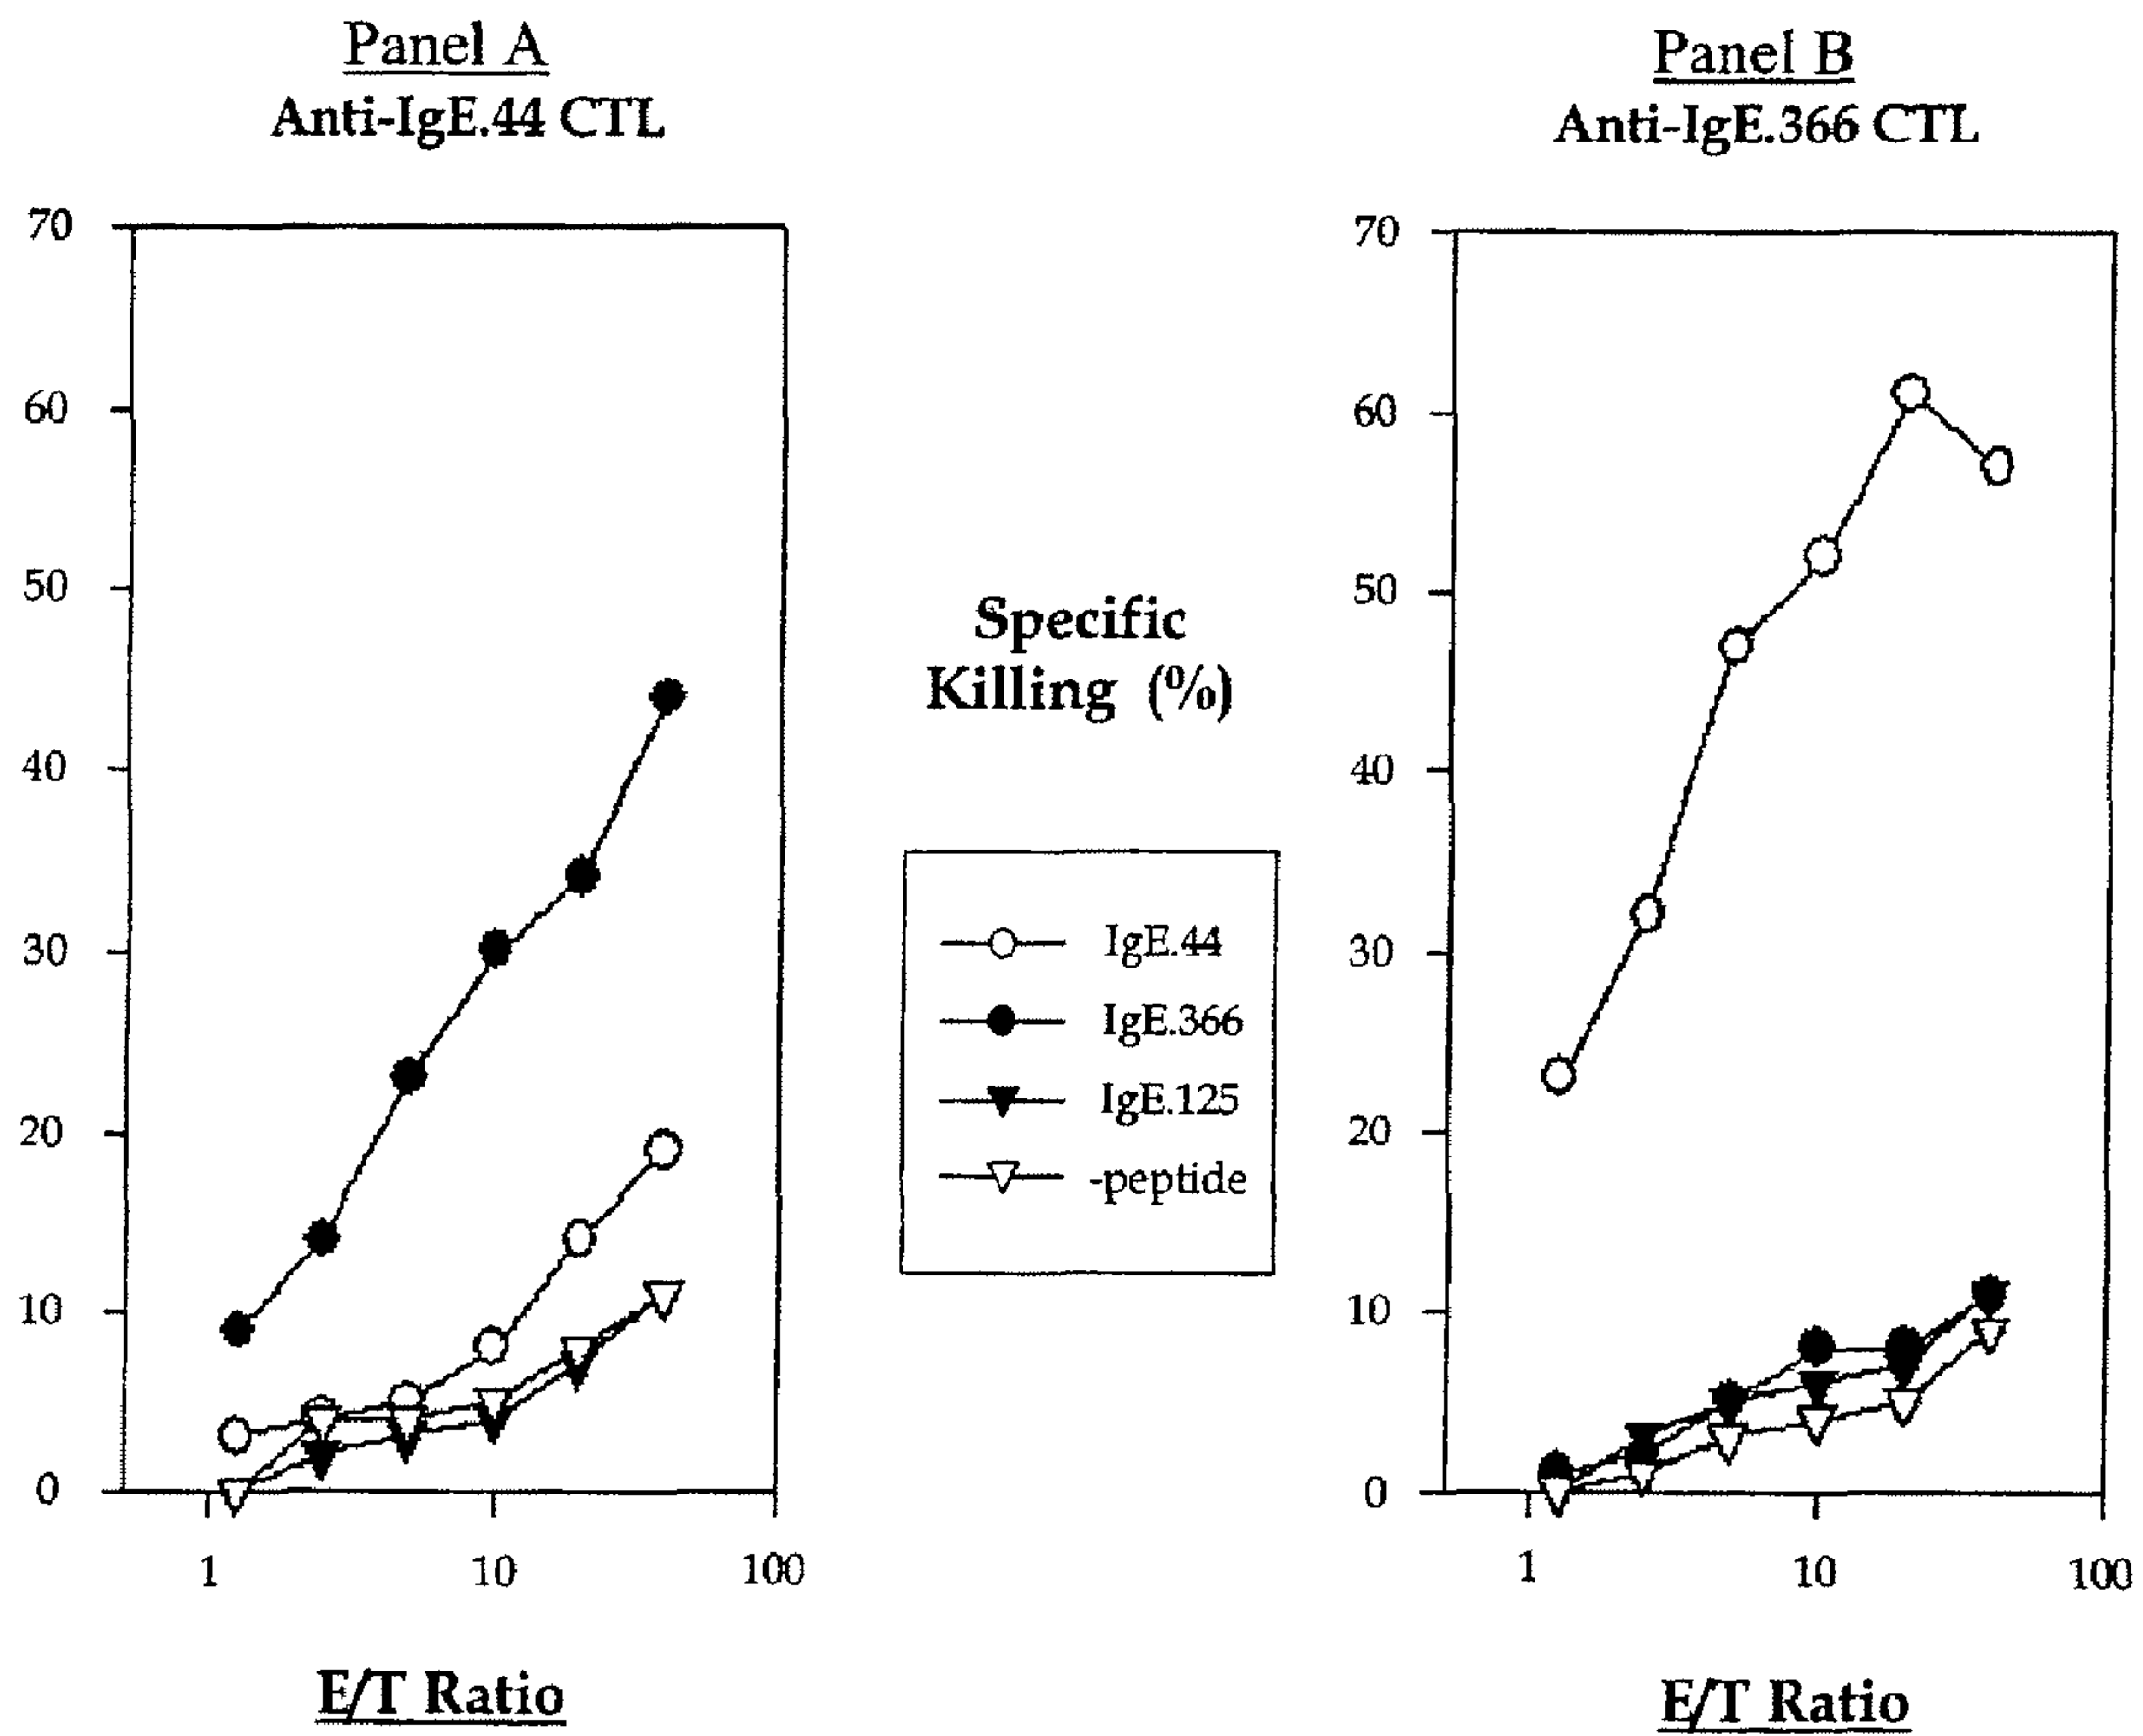 Panel A
Anti-IgE.44 CTL
70
60
50
40
30
20
10
0
1
10
100
E/T Ratio
Specific
Killing (%)
IgE.44
IgE.366
IgE.125
-peptide
Panel B
Anti-IgE.366 CTL
70
60
50
40
30
20
10
0
1
10
100
E/T Ratio